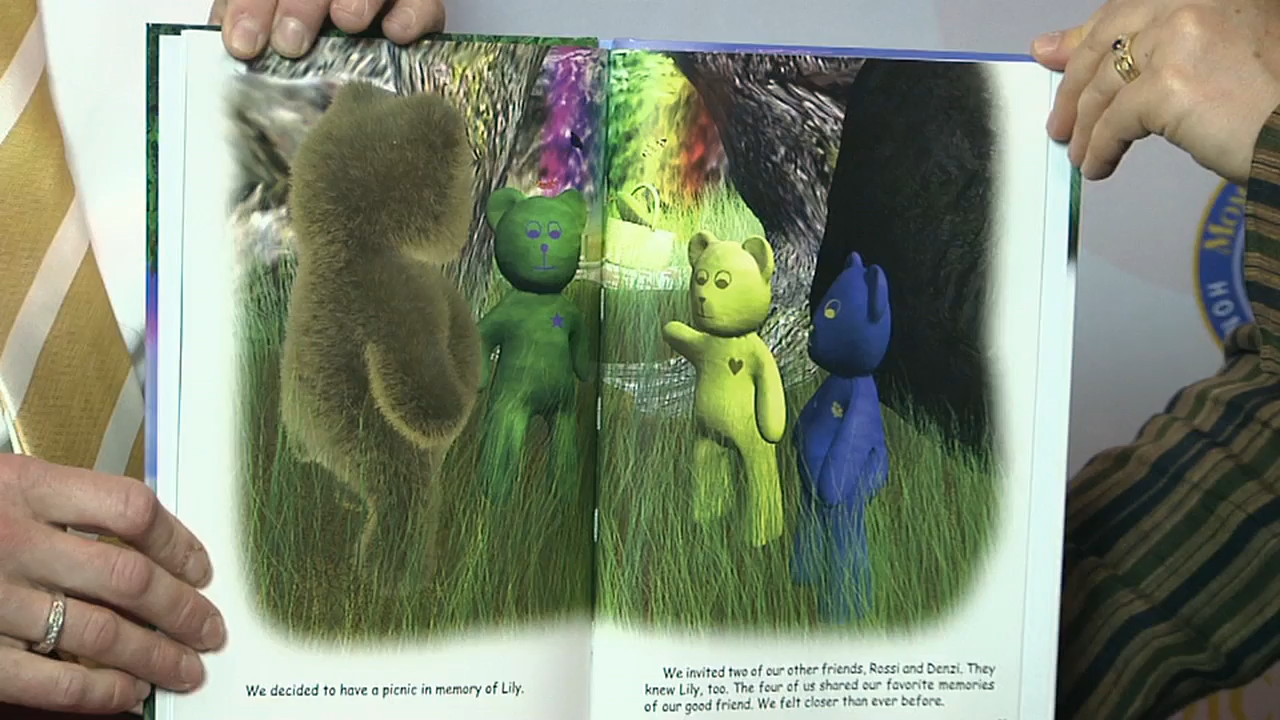 We decided to have a picnic in memory of Lily.
We invited two of our other friends, Rossi and Denzi. They
knew Lily, too. The four of us shared our favorite memories
of our good friend. We felt closer than ever before.